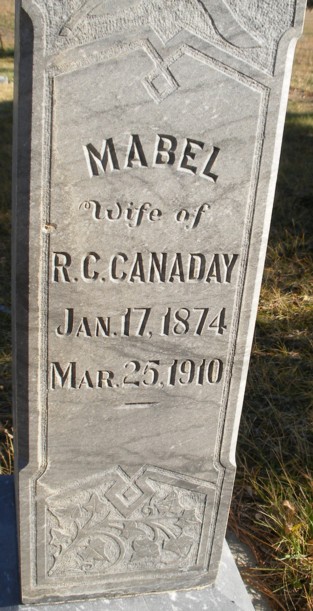 MABEL
Wife of
R.C. CANADAY
JAN. 17, 1874
MAR. 25, 1910